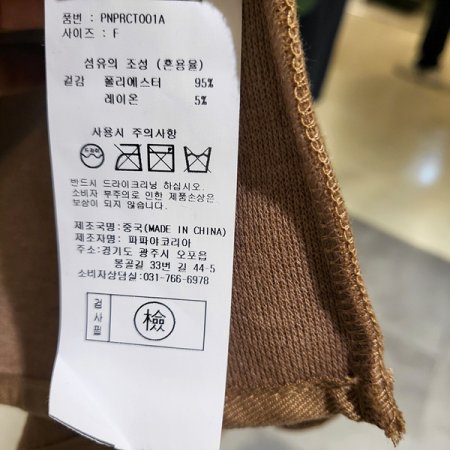 품번 : PNPRCT001A
사이즈 : F
섬유의 조성 (혼용율)
겉감 폴리에스터 95%
레이온 5%
사용시 주의사항
드라이
반드시 드라이크리닝 하십시오.
소비자 부주의로 인한 제품손상은
보상이 되지 않습니다.
제조국명:중국(MADE IN CHINA)
제조자명: 파파야코리아
주소:경기도 광주시 오포읍
봉골길 33번 길 44-5
소비자상담실:031-766-6978
검사필
檢